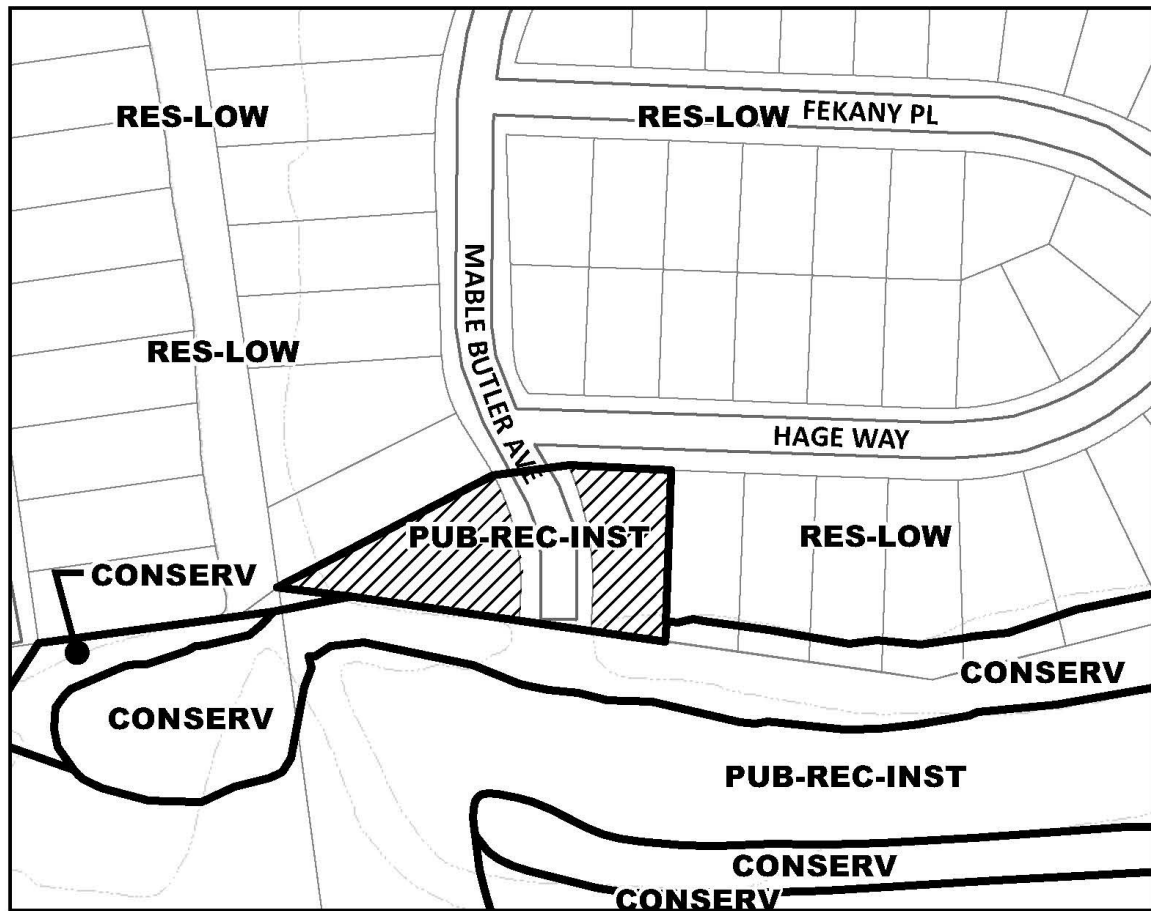 RES-LOW
RES-LOW
FEKANY PL
MABLE BUTLER AVE
RES-LOW
HAGE WAY
PUB-REC-INST
RES-LOW
CONSERV
CONSERV
CONSERV
PUB-REC-INST
CONSERV
CONSERV